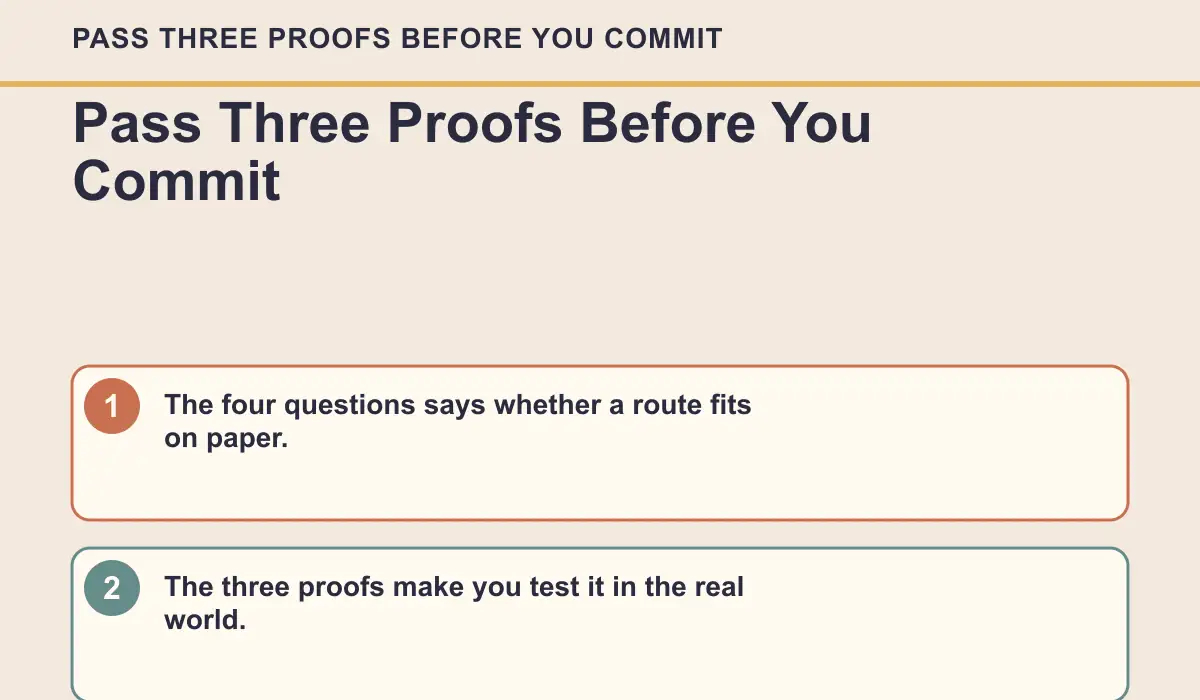 PASS THREE PROOFS BEFORE YOU COMMIT
Pass Three Proofs Before You
Commit
1
The four questions says whether a route fits
on paper.
2
The three proofs make you test it in the real
world.